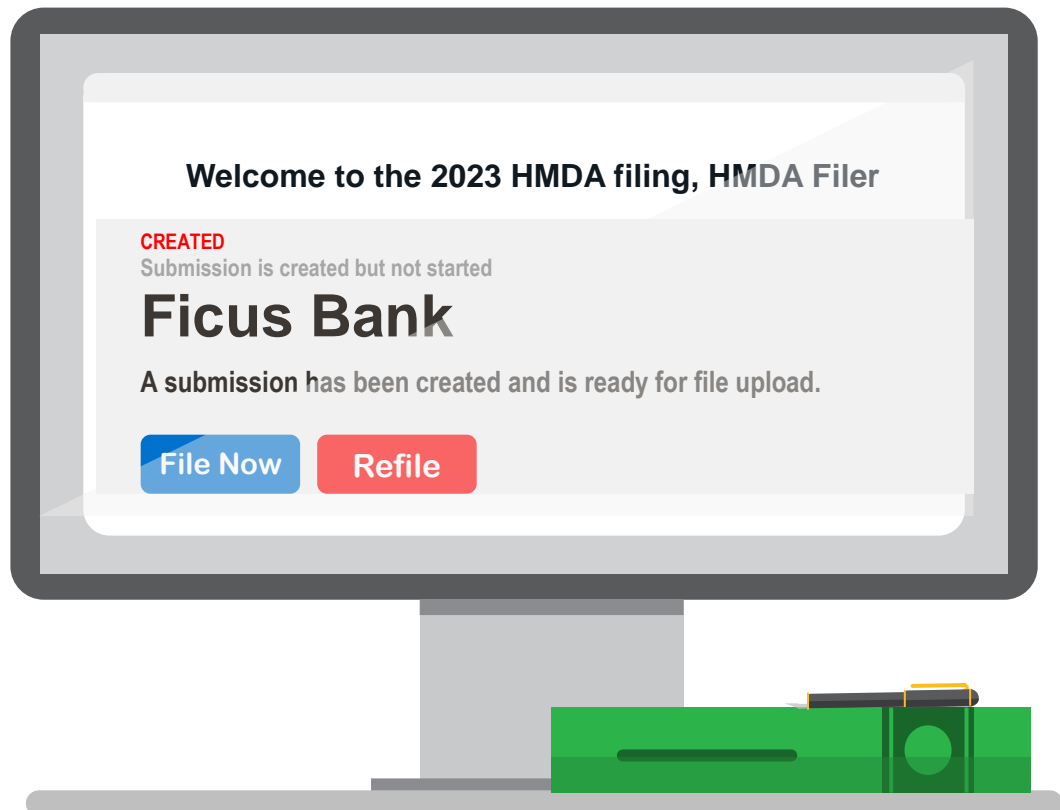 Welcome to the 2023 HMDA filing, HMDA Filer
CREATED
Submission is created but not started
Ficus Bank
A submission has been created and is ready for file upload.
File Now
Refile